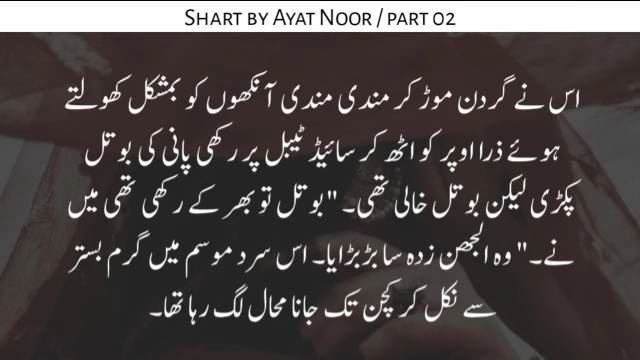 Shart by Ayat Noor / part 02
اس نے گردن موڑ کر مندی مندی آنکھوں کو بمشکل کھولتے
ہوئے ذرا اوپر کو اٹھ کر سائیڈ ٹیبل پر رکھی پانی کی بوتل
پکڑی لیکن بوتل خالی تھی۔ "بوتل تو بھر کے رکھی تھی میں
نے۔" وہ الجھن زدہ سا بڑبڑایا۔ اس سرد موسم میں گرم بستر
سے نکل کر کچن تک جانا محال لگ رہا تھا۔